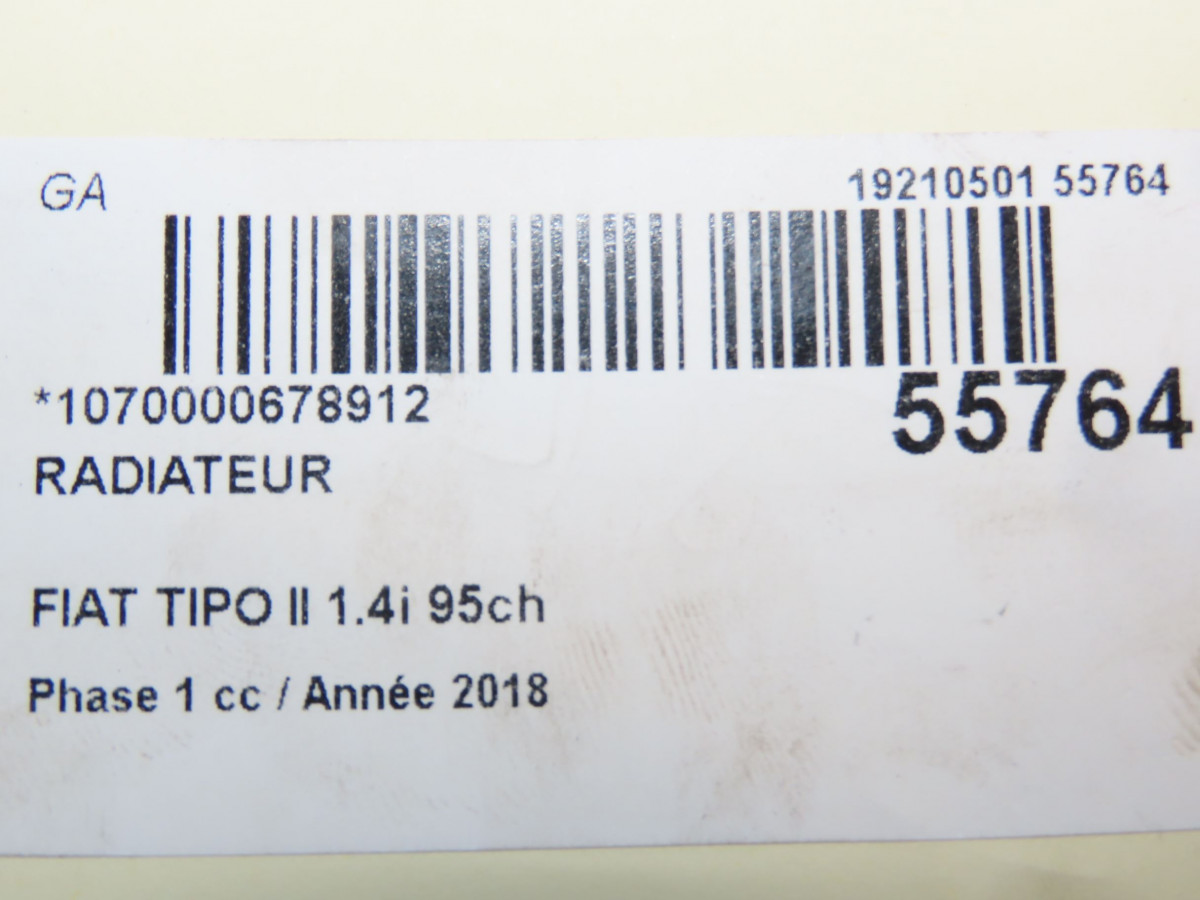 GA
19210501 55764
*1070000678912
55764
RADIATEUR
FIAT TIPO II 1.4i 95ch
Phase 1 cc / Année 2018